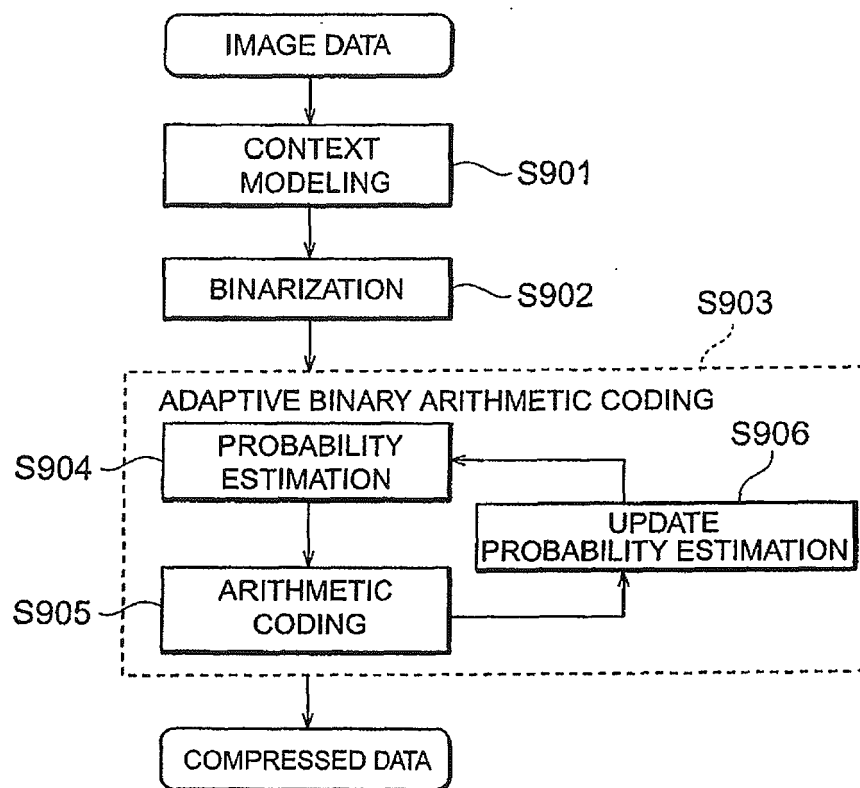 IMAGE DATA
CONTEXT
MODELING
S901
BINARIZATION
S902
S903
ADAPTIVE BINARY ARITHMETIC CODING
S904
PROBABILITY
ESTIMATION
S906
UPDATE
PROBABILITY ESTIMATION
S905
ARITHMETIC
CODING
COMPRESSED DATA